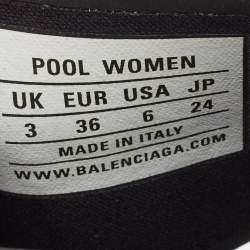 POOL WOMEN
UK EUR USA JP
3 36 6 24
MADE IN ITALY
WWW.BALENCIAGA.COM